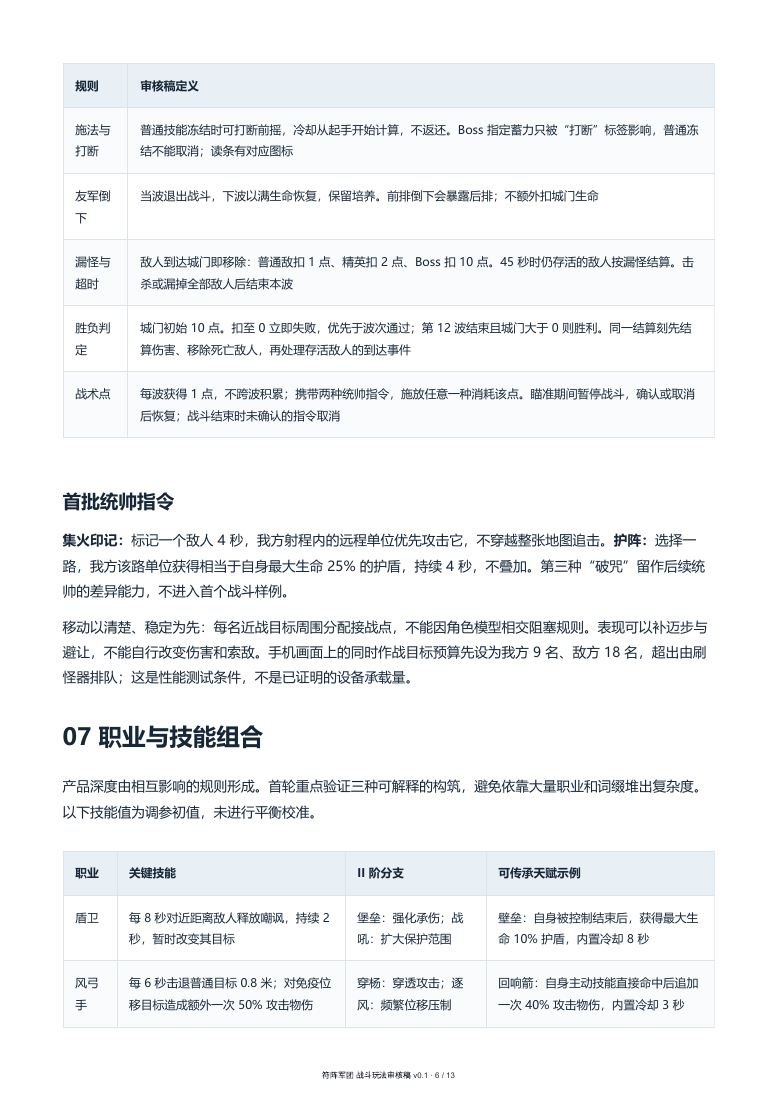 规则 审核稿定义
施法与 普通技能冻结时可打断前摇，冷却从起手开始计算，不返还。Boss 指定蓄力只被“打断”标签影响，普通冻
打断 结不能取消；读条有对应图标
友军倒 当波退出战斗，下波以满生命恢复，保留培养。前排倒下会暴露后排；不额外扣城门生命
下
漏怪与 敌人到达城门即移除：普通敌扣 1 点、精英扣 2 点、Boss 扣 10 点。45 秒时仍存活的敌人按漏怪结算。击
超时 杀或漏掉全部敌人后结束本波
胜负判 城门初始 10 点。扣至 0 立即失败，优先于波次通过；第 12 波结束且城门大于 0 则胜利。同一结算刻先结
定 算伤害、移除死亡敌人，再处理存活敌人的到达事件
战术点 每波获得 1 点，不跨波积累；携带两种统帅指令，施放任意一种消耗该点。瞄准期间暂停战斗，确认或取消
后恢复；战斗结束时未确认的指令取消
首批统帅指令
集火印记：标记一个敌人 4 秒，我方射程内的远程单位优先攻击它，不穿越整张地图追击。护阵：选择一
路，我方该路单位获得相当于自身最大生命 25% 的护盾，持续 4 秒，不叠加。第三种“破咒”留作后续统
帅的差异能力，不进入首个战斗样例。
移动以清楚、稳定为先：每名近战目标周围分配接战点，不能因角色模型相交阻塞规则。表现可以补迈步与
避让，不能自行改变伤害和索敌。手机画面上的同时作战目标预算先设为我方 9 名、敌方 18 名，超出由刷
怪器排队；这是性能测试条件，不是已证明的设备承载量。
07 职业与技能组合
产品深度由相互影响的规则形成。首轮重点验证三种可解释的构筑，避免依靠大量职业和词缀堆出复杂度。
以下技能值为调参初值，未进行平衡校准。
职业 关键技能 II 阶分支 可传承天赋示例
盾卫 每 8 秒对近距离敌人释放嘲讽，持续 2 堡垒：强化承伤；战 壁垒：自身被控制结束后，获得最大生
秒，暂时改变其目标 吼：扩大保护范围 命 10% 护盾，内置冷却 8 秒
风弓 每 6 秒击退普通目标 0.8 米；对免疫位 穿杨：穿透攻击；逐 回响箭：自身主动技能直接命中后追加
手 移目标造成额外一次 50% 攻击物伤 风：频繁位移压制 一次 40% 攻击物伤，内置冷却 3 秒
符阵军团 战斗玩法审核稿 v0.1 · 6 / 13